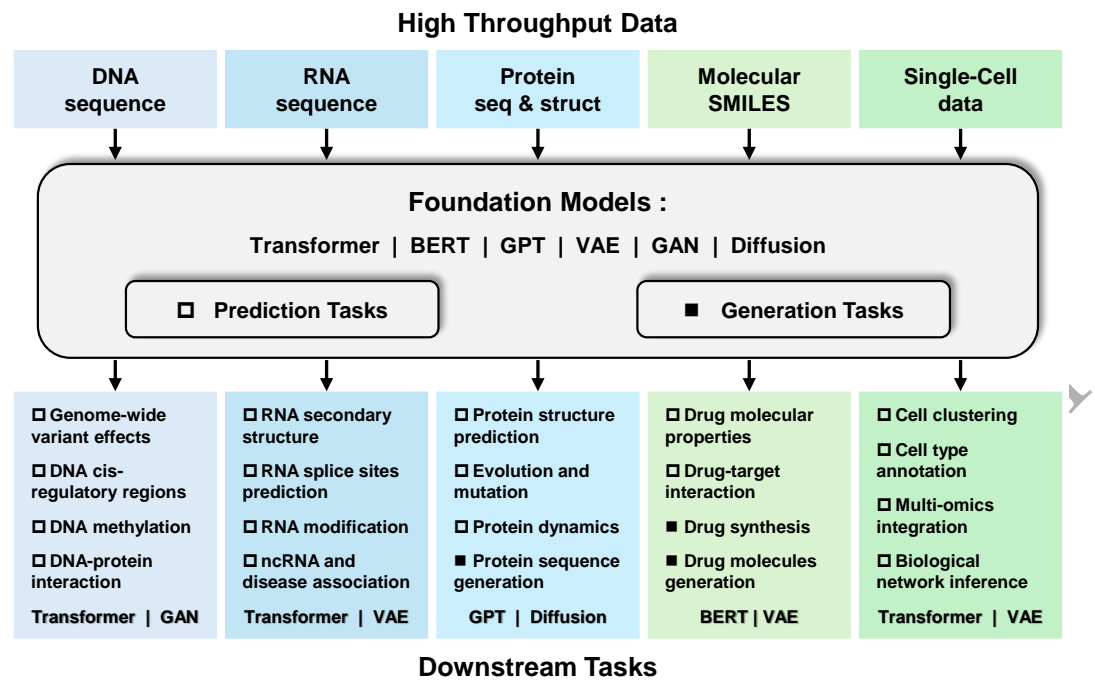 High Throughput Data
DNA
sequence
RNA
sequence
Protein
seq & struct
Molecular
SMILES
Single-Cell
data
Foundation Models :
Transformer | BERT | GPT | VAE | GAN | Diffusion
Prediction Tasks
Generation Tasks
Genome-wide
variant effects
DNA cis-
regulatory regions
DNA methylation
DNA-protein
interaction
Transformer | GAN
RNA secondary
structure
RNA splice sites
prediction
RNA modification
ncRNA and
disease association
Transformer | VAE
Protein structure
prediction
Evolution and
mutation
Protein dynamics
Protein sequence
generation
GPT | Diffusion
Drug molecular
properties
Drug-target
interaction
Drug synthesis
Drug molecules
generation
BERT | VAE
Cell clustering
Cell type
annotation
Multi-omics
integration
Biological
network inference
Transformer | VAE
Downstream Tasks